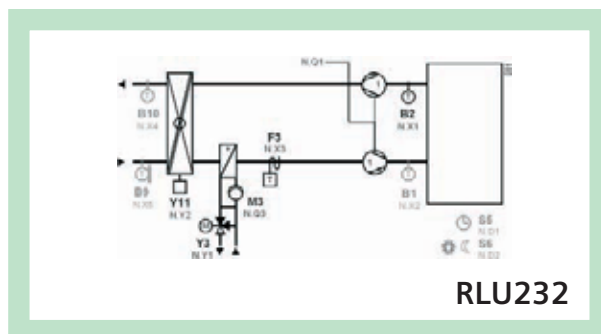 N.Q1
T
T
B10
N.X4
B2
N.X1
F3
N.X3
T
T
T
B9
N.X5
Y11
N.Y2
M3
N.Q3
B1
N.X2
M
Y3
N.Y1
S5
N.D1
S6
N.D2
RLU232